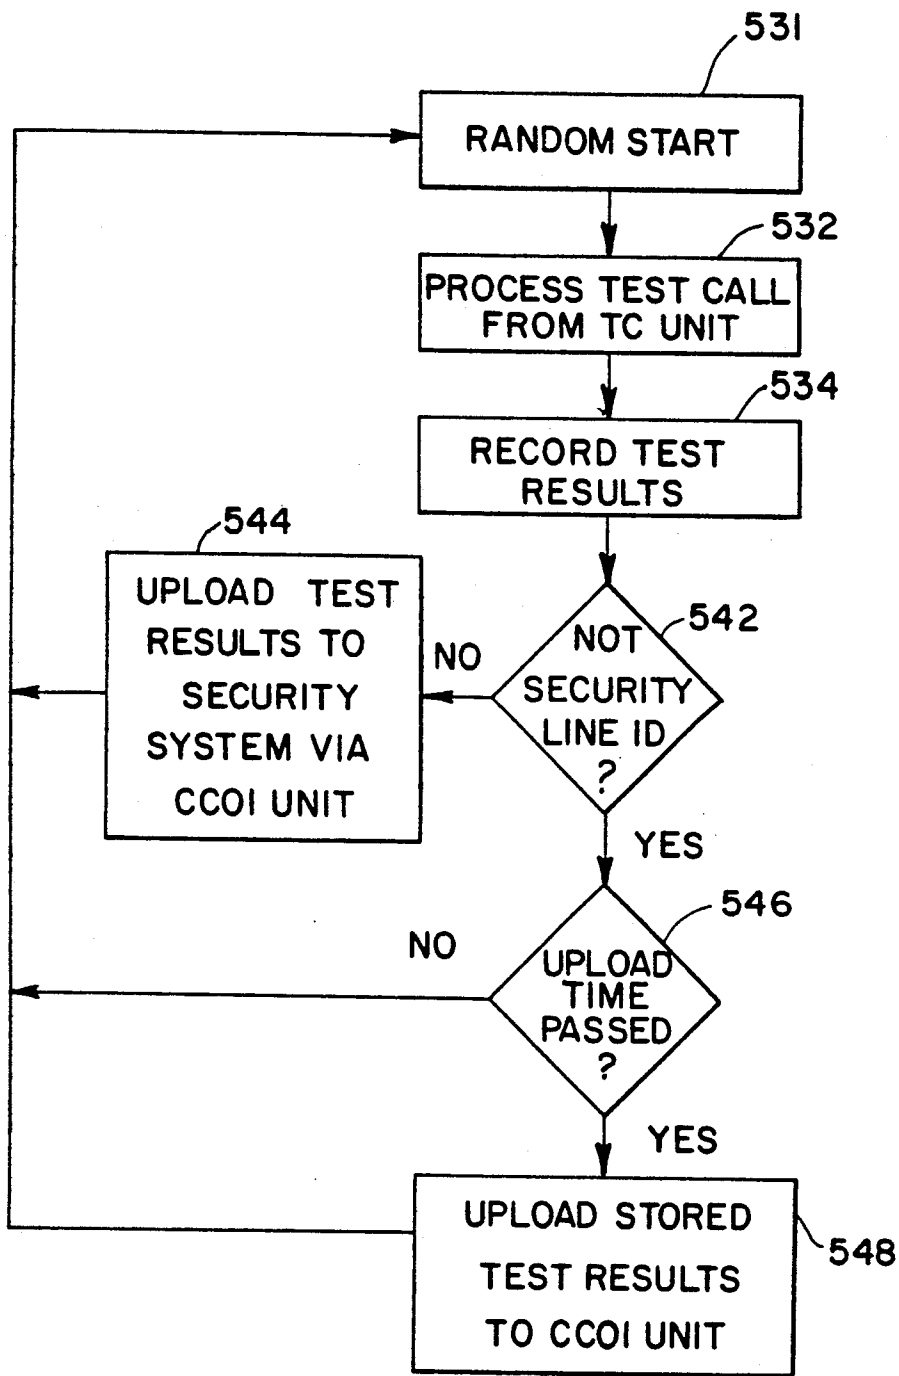 531
RANDOM START
532
PROCESS TEST CALL
FROM TC UNIT
534
RECORD TEST
RESULTS
544
UPLOAD TEST
RESULTS TO
SECURITY
SYSTEM VIA
CCOI UNIT
542
NOT
SECURITY
LINE ID
?
NO
YES
546
UPLOAD
TIME
PASSED
?
NO
YES
548
UPLOAD STORED
TEST RESULTS
TO CCOI UNIT